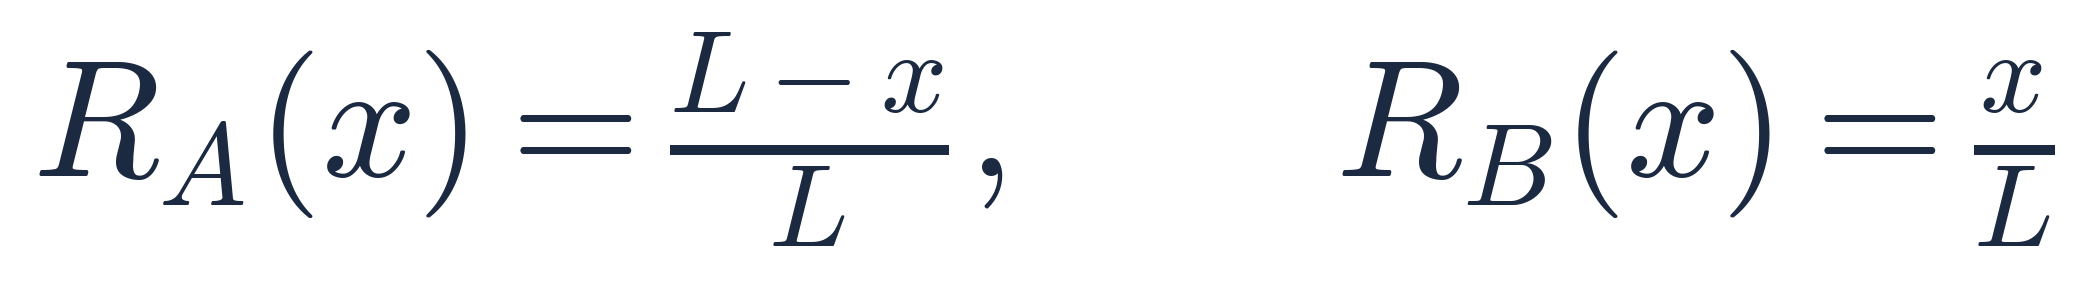 $R_A(x) = \frac{L-x}{L}, \qquad R_B(x) = \frac{x}{L}$